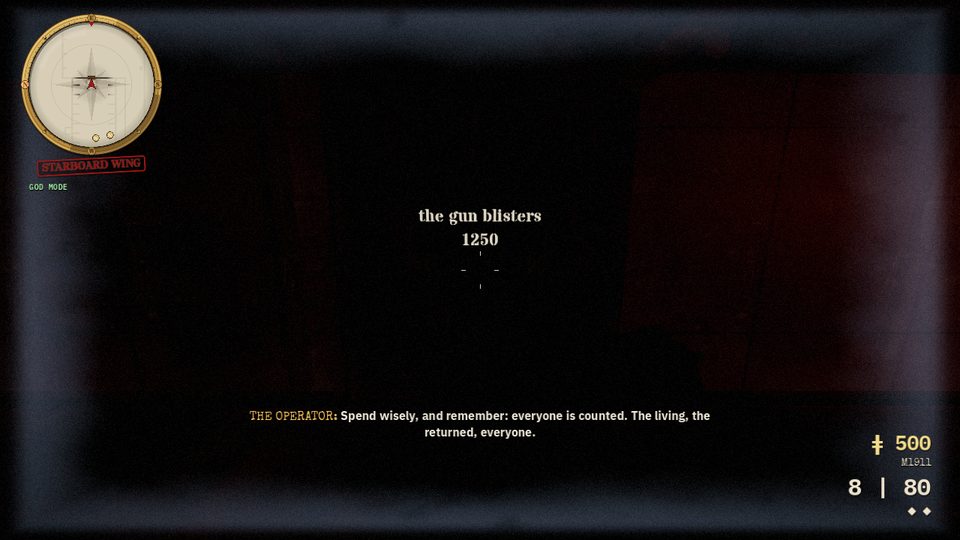 STARBOARD WING
GOD MODE
the gun blisters
1250
THE OPERATOR: Spend wisely, and remember: everyone is counted. The living, the
returned, everyone.
500
M1911
8 | 80